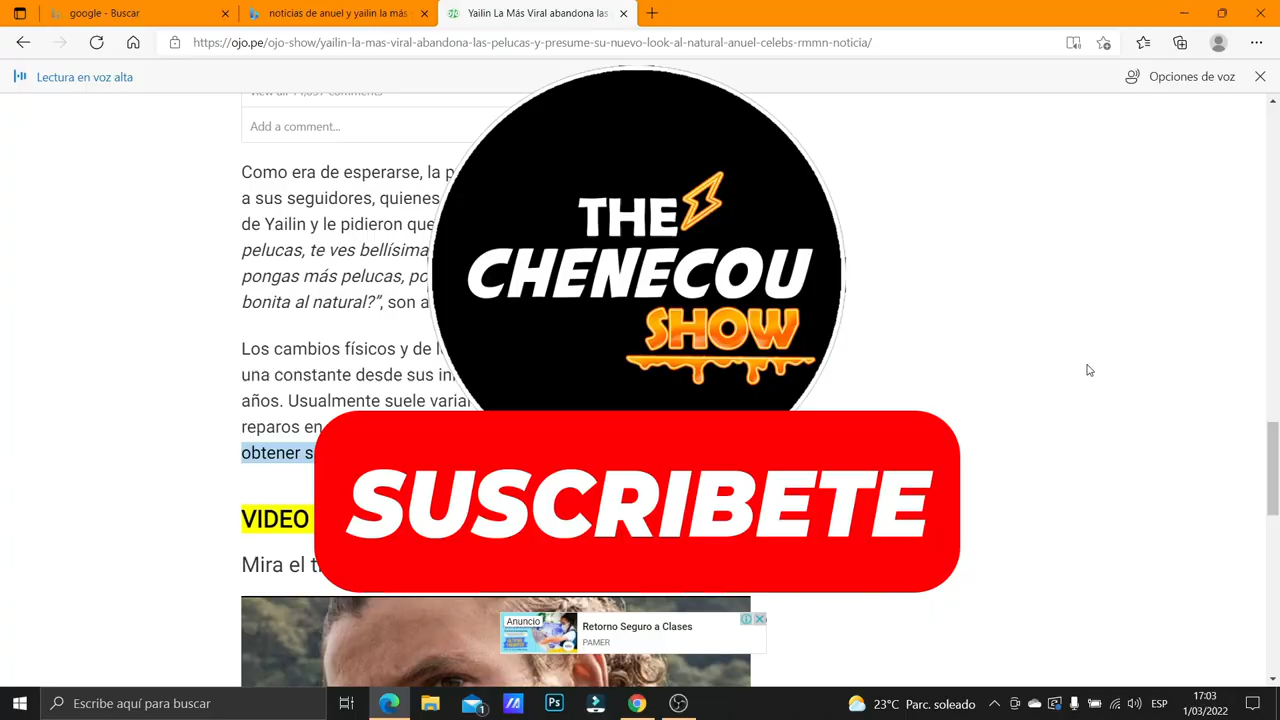 google - Buscar
noticias de anuel y yailin la más
Yailin La Más Viral abandona las
https://ojo.pe/ojo-show/yailin-la-mas-viral-abandona-las-pelucas-y-presume-su-nuevo-look-al-natural-anuel-celebs-rmmn-noticia/
Lectura en voz alta
Opciones de voz
Add a comment...
Como era de esperarse, la
a sus seguidores, quienes
de Yailin y le pidieron que
pelucas, te ves bellísima
pongas más pelucas,
bonita al natural?”, son
Los cambios físicos y de
una constante desde sus
años. Usualmente suele
reparos en
obtener
THE
CHENECOU
SHOW
SUSCRIBETE
VIDEO
Mira el
Anuncio
Retorno Seguro a Clases
PAMER
Escribe aquí para buscar
1
23°C Parc. soleado
ESP
17:03
1/03/2022